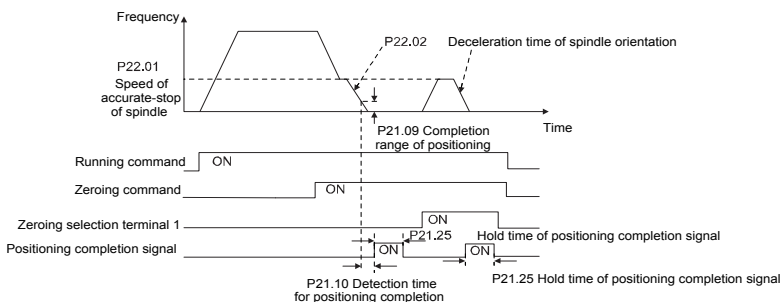 Frequency
P22.02
Deceleration time of spindle orientation
P22.01
Speed of
accurate-stop
of spindle
Time
P21.09 Completion
range of positioning
Running command
ON
Zeroing command
ON
Zeroing selection terminal 1
ON
P21.25
Hold time of positioning completion signal
Positioning completion signal
ON
ON
P21.10 Detection time
for positioning completion
P21.25 Hold time of positioning completion signal